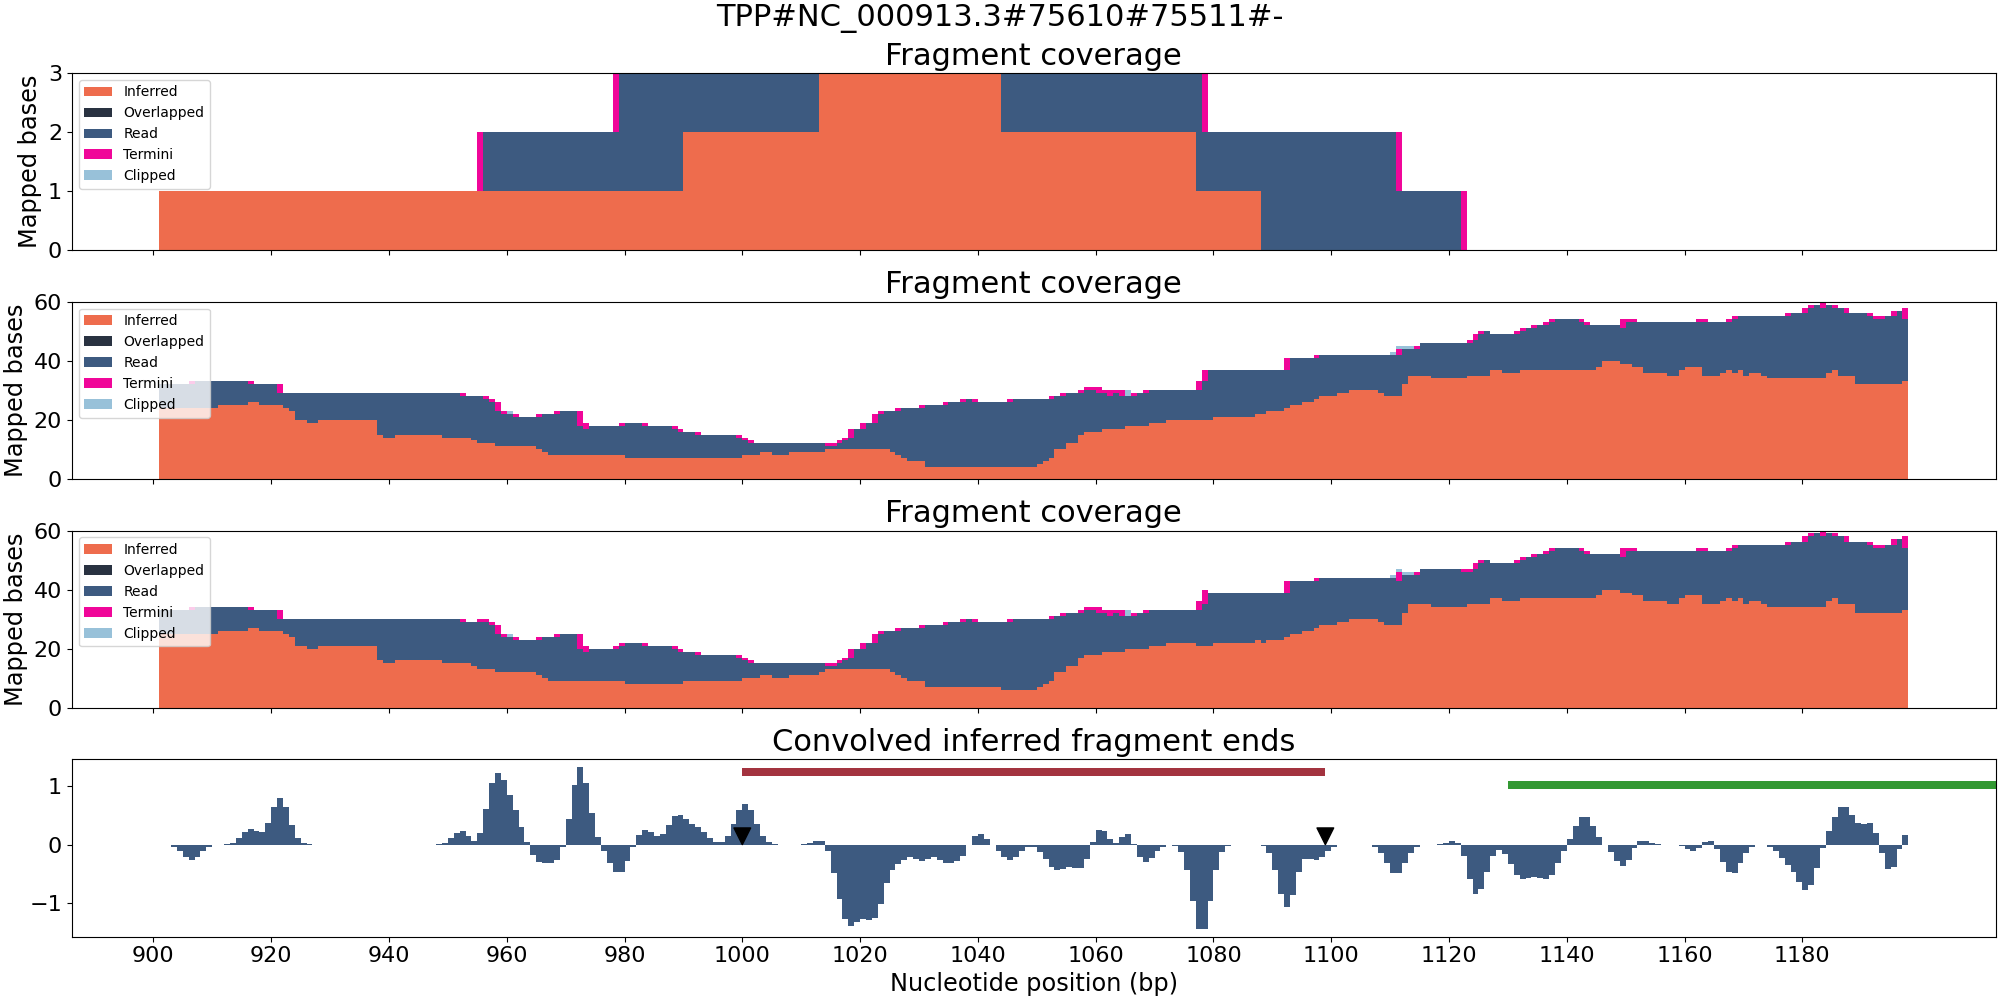 TPP#NC_000913.3#75610#75511#-
Fragment coverage
Mapped bases
3
2
1
0
Inferred
Overlapped
Read
Termini
Clipped
Fragment coverage
Mapped bases
60
40
20
0
Inferred
Overlapped
Read
Termini
Clipped
Fragment coverage
Mapped bases
60
40
20
0
Inferred
Overlapped
Read
Termini
Clipped
Convolved inferred fragment ends
1
0
−1
900 920 940 960 980 1000 1020 1040 1060 1080 1100 1120 1140 1160 1180
Nucleotide position (bp)